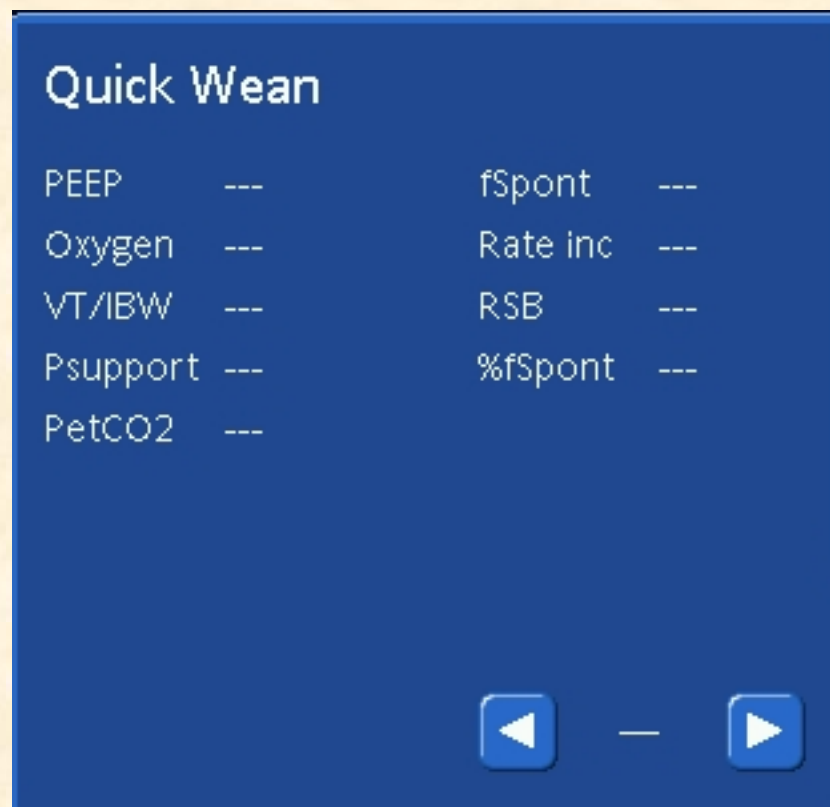 Quick Wean
PEEP --- fSpont ---
Oxygen --- Rate inc ---
VT/IBW --- RSB ---
Psupport --- %fSpont ---
PetCO2 ---
—